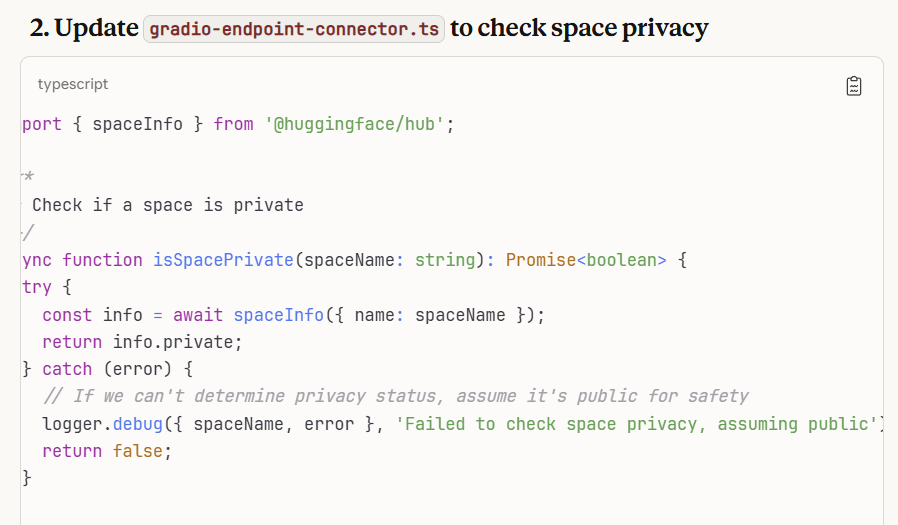 2. Update gradio-endpoint-connector.ts to check space privacy
typescript
port { spaceInfo } from '@huggingface/hub';
*
Check if a space is private
/
ync function isSpacePrivate(spaceName: string): Promise<boolean> {
try {
const info = await spaceInfo({ name: spaceName });
return info.private;
} catch (error) {
// If we can't determine privacy status, assume it's public for safety
logger.debug({ spaceName, error }, 'Failed to check space privacy, assuming public')
return false;
}